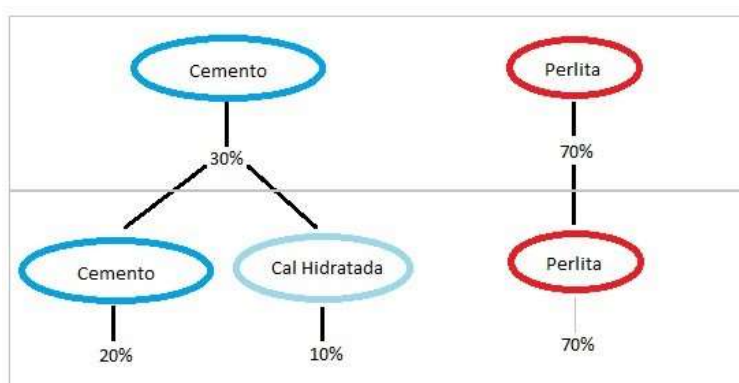 Cemento
Perlita
30%
70%
Cemento
Cal Hidratada
Perlita
20%
10%
70%